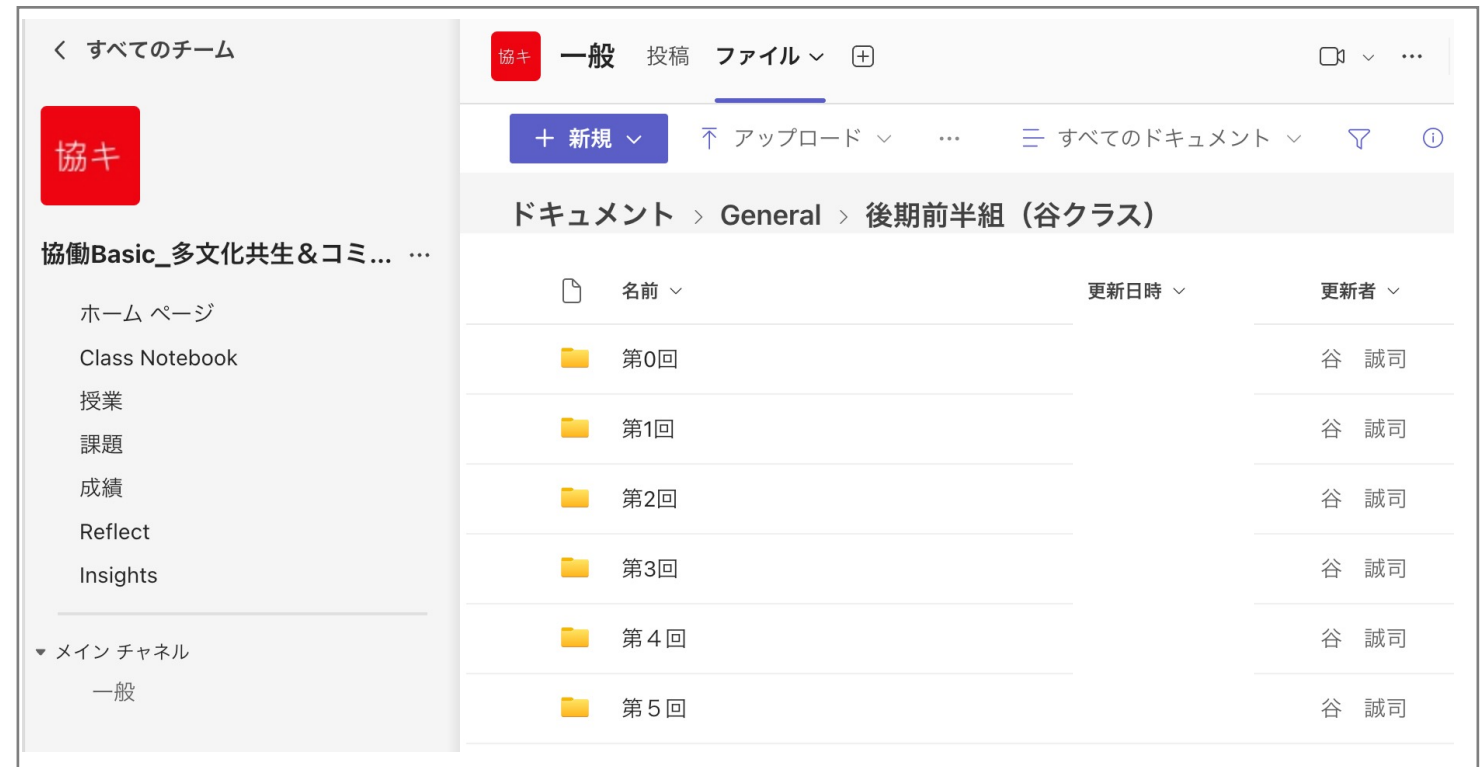 すべてのチーム
協キ
協働Basic_多文化共生＆コミ... …
ホーム ページ
Class Notebook
授業
課題
成績
Reflect
Insights
メイン チャネル
一般
協キ 一般 投稿 ファイル
＋ 新規 アップロード … すべてのドキュメント
ドキュメント > General > 後期前半組（谷クラス）
名前 更新日時 更新者
第0回 谷　誠司
第1回 谷　誠司
第2回 谷　誠司
第3回 谷　誠司
第４回 谷　誠司
第５回 谷　誠司